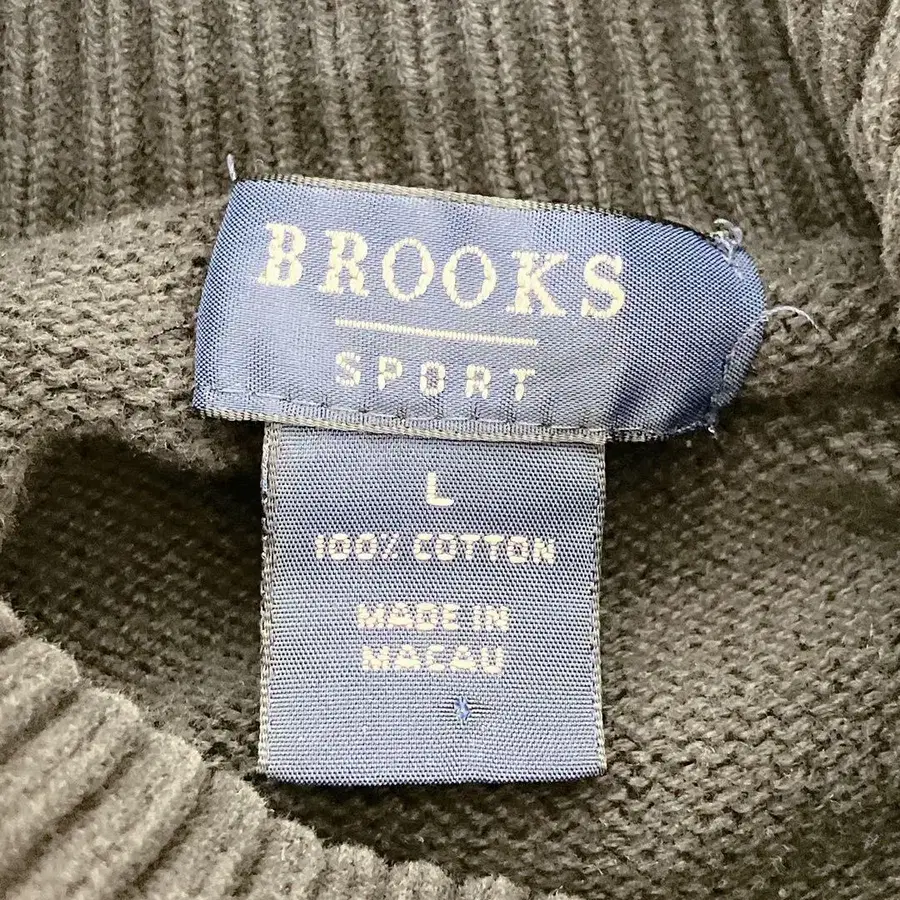 BROOKS
SPORT
L
100% COTTON
MADE IN
MACAU